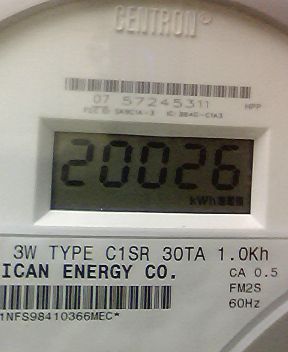 CENTRON
07 57245311 MPP
20026
kWh
3W TYPE C1SR 30TA 1.0Kh
ICAN ENERGY CO. CA 0.5
FM2S
60Hz
1NFS98410366MEC*